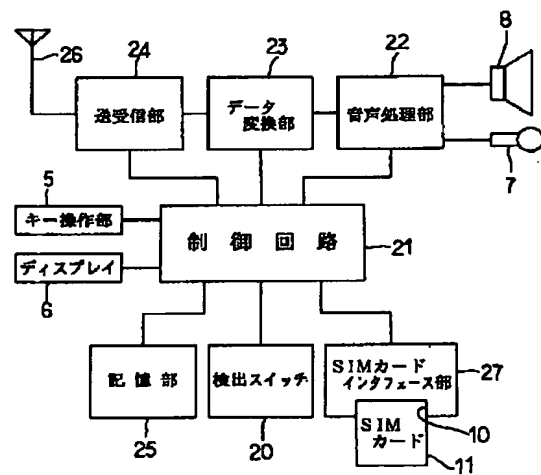 26
24
23
22
8
送受信部
データ
変換部
音声処理部
7
5
キー操作部
制御回路
21
ディスプレイ
6
記憶部
検出スイッチ
SIMカード
インタフェース部
27
25
20
SIM
カード
10
11